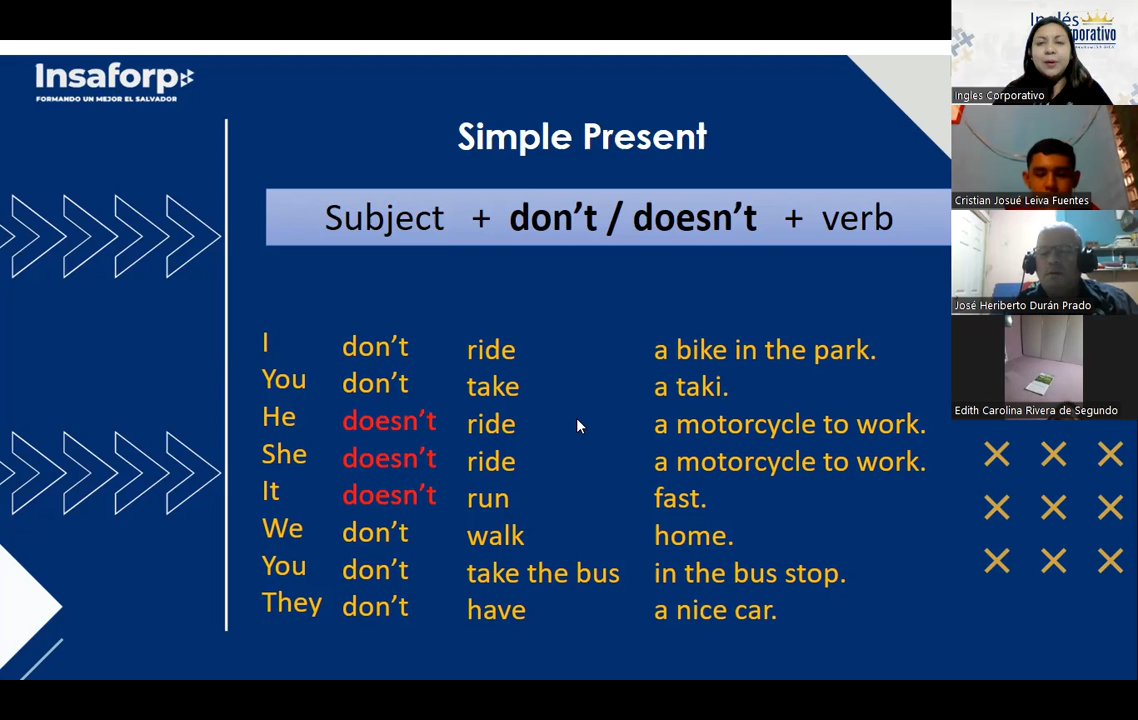 Insaforp
FORMANDO UN MEJOR EL SALVADOR
Simple Present
Subject + don't / doesn't + verb
I don't ride a bike in the park.
You don't take a taki.
He doesn't ride a motorcycle to work.
She doesn't ride a motorcycle to work.
It doesn't run fast.
We don't walk home.
You don't take the bus in the bus stop.
They don't have a nice car.
Inglés
Ingles Corporativo
Cristian Josué Leiva Fuentes
José Heriberto Durán Prado
Edith Carolina Rivera de Segundo